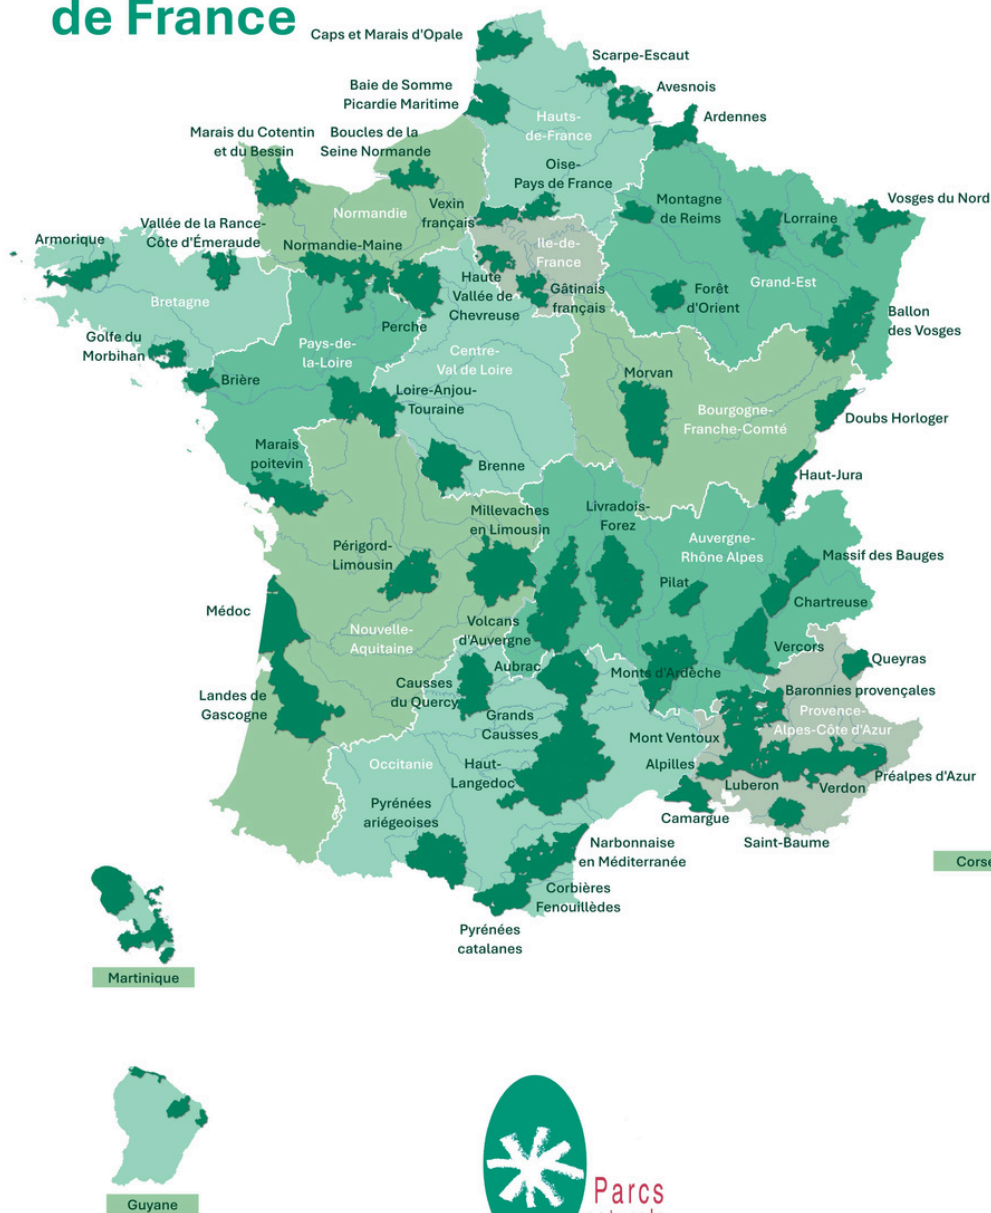 de France
Caps et Marais d'Opale
Scarpe-Escaut
Baie de Somme
Picardie Maritime
Avesnois
Ardennes
Hauts-
de-France
Marais du Cotentin
et du Bessin
Boucles de la
Seine Normande
Oise-
Pays de France
Vexin
français
Normandie
Montagne
de Reims
Lorraine
Vosges du Nord
Vallée de la Rance-
Côte d'Émeraude
Armorique
Normandie-Maine
Ile-de-
France
Haute
Vallée de
Chevreuse
Gâtinais
français
Grand-Est
Forêt
d'Orient
Bretagne
Ballon
des Vosges
Perche
Golfe du
Morbihan
Pays-de-
la-Loire
Centre-
Val de Loire
Brière
Loire-Anjou-
Touraine
Morvan
Bourgogne-
Franche-Comté
Doubs Horloger
Marais
poitevin
Brenne
Haut-Jura
Millevaches
en Limousin
Livradois-
Forez
Auvergne-
Rhône Alpes
Périgord-
Limousin
Massif des Bauges
Pilat
Chartreuse
Médoc
Nouvelle-
Aquitaine
Volcans
d'Auvergne
Vercors
Queyras
Aubrac
Monts d'Ardèche
Causses
du Quercy
Baronnies provençales
Landes de
Gascogne
Grands
Causses
Provence-
Alpes-Côte d'Azur
Mont Ventoux
Occitanie
Haut-
Langedoc
Alpilles
Luberon
Verdon
Préalpes d'Azur
Pyrénées
ariégeoises
Camargue
Saint-Baume
Narbonnaise
en Méditerranée
Corbières
Fenouillèdes
Pyrénées
catalanes
Corse
Martinique
Guyane
Parcs